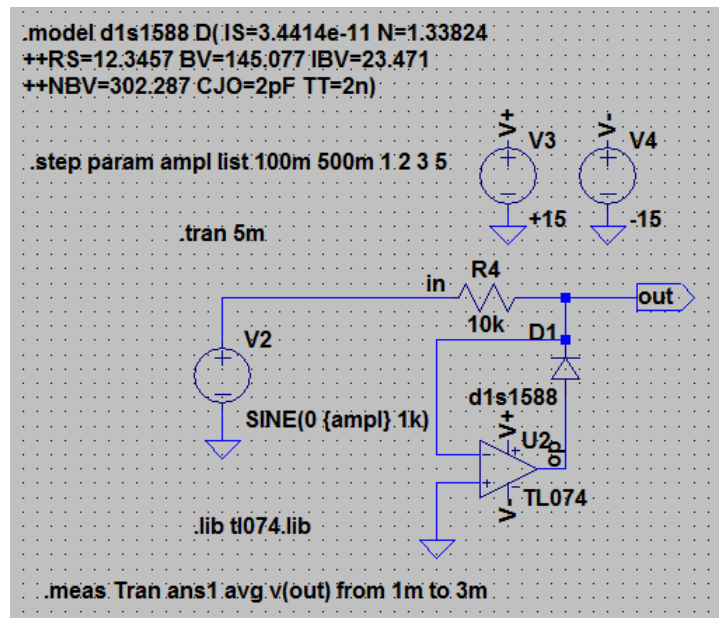 .model d1s1588 D( IS=3.4414e-11 N=1.33824
++RS=12.3457 BV=145.077 IBV=23.471
++NBV=302.287 CJO=2pF TT=2n)
V+
V3
V-
V4
.step param ampl list 100m 500m 1 2 3 5
+15
-15
.tran 5m
in
R4
out
10k
D1
V2
d1s1588
SINE(0 {ampl} 1k)
V+
U2
op
TL074
V-
.lib tl074.lib
.meas Tran ans1 avg v(out) from 1m to 3m